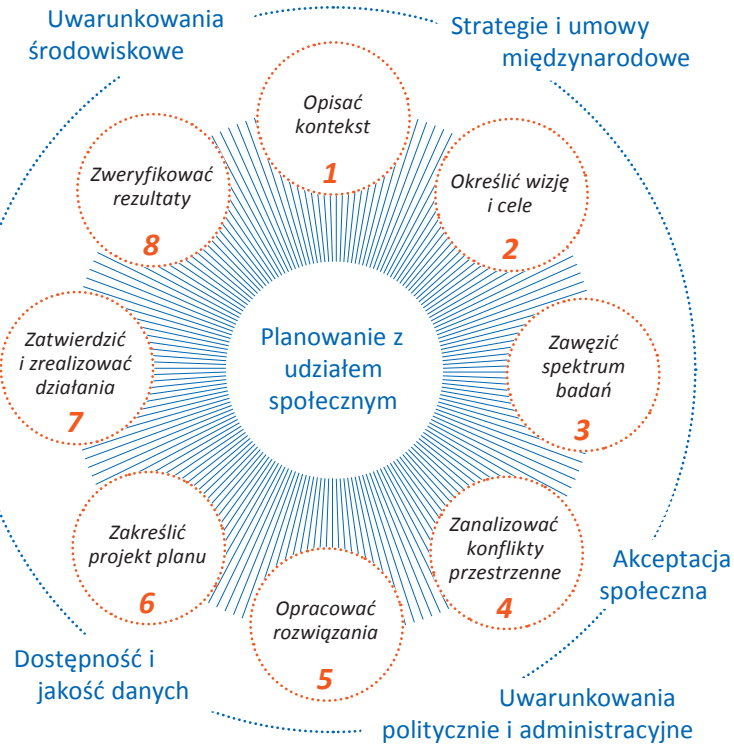 Uwarunkowania
środowiskowe
Strategie i umowy
międzynarodowe
Opisać
kontekst
1
Określić wizję
i cele
2
Zawęzić
spektrum
badań
3
Zanalizować
konflikty
przestrzenne
4
Opracować
rozwiązania
5
Zakreślić
projekt planu
6
Zatwierdzić
i zrealizować
działania
7
Zweryfikować
rezultaty
8
Planowanie z
udziałem
społecznym
Akceptacja
społeczna
Uwarunkowania
politycznie i administracyjne
Dostępność i
jakość danych